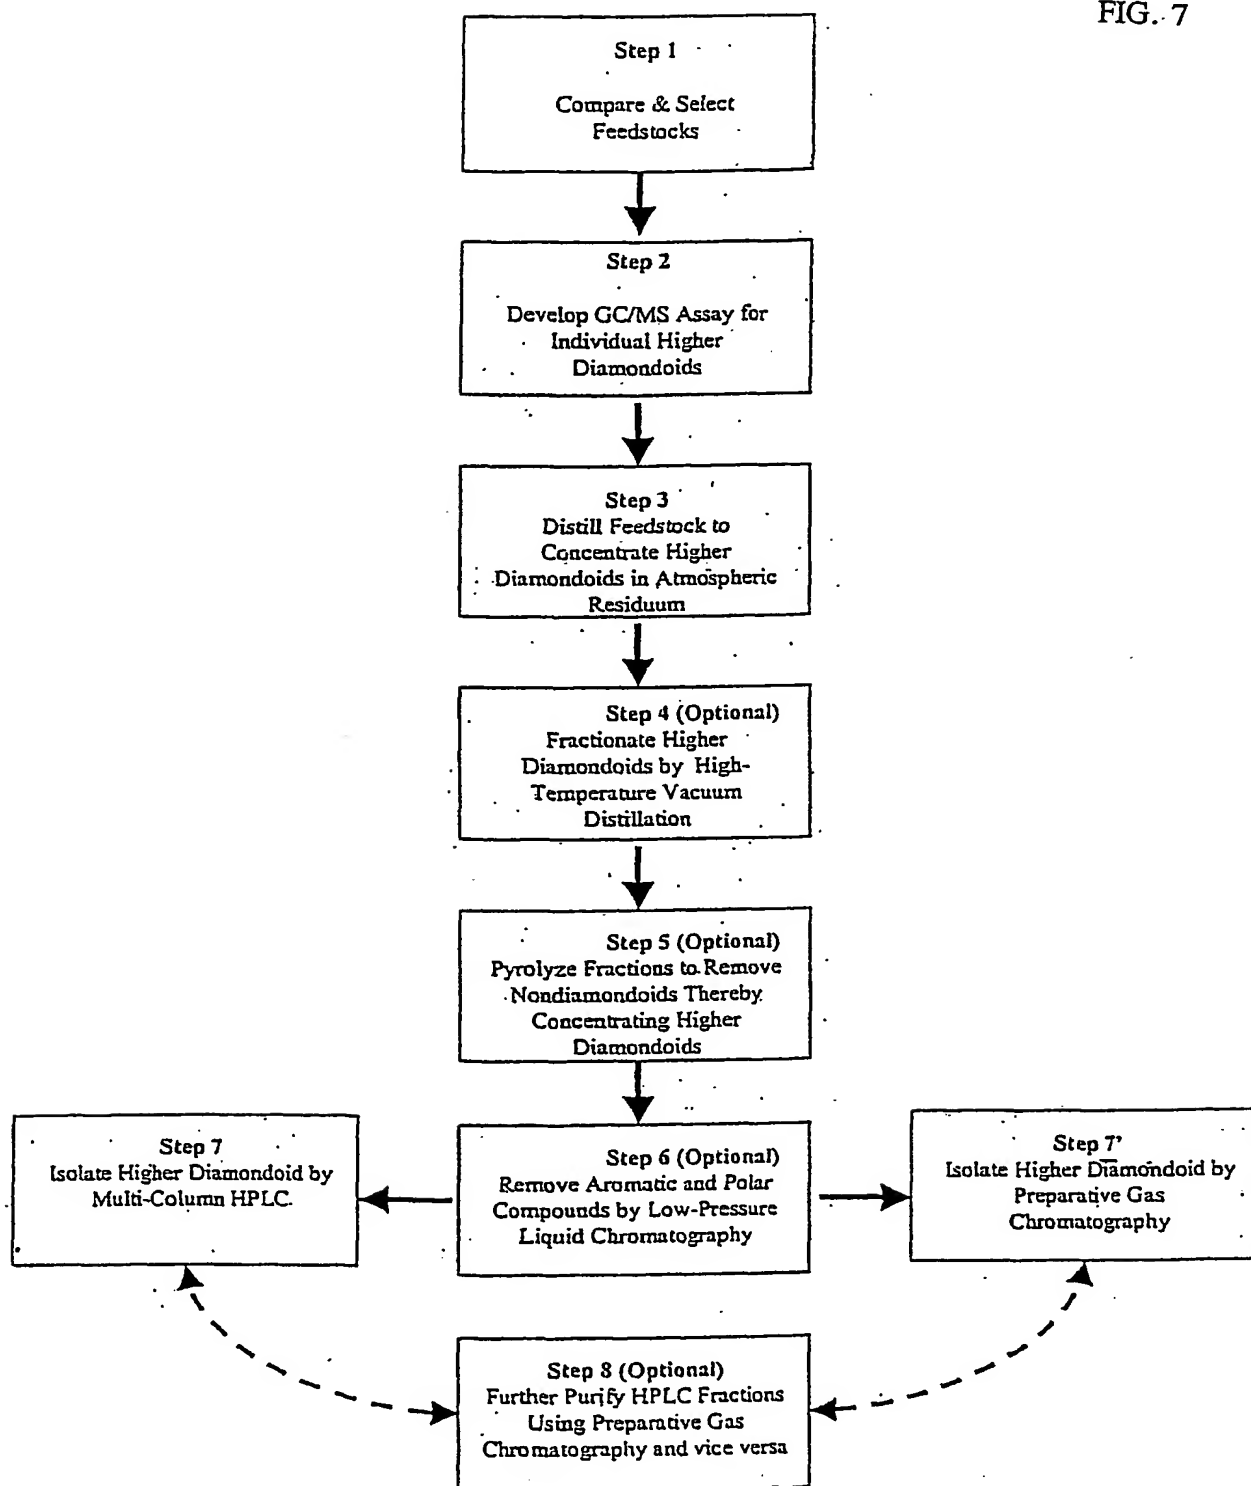 FIG. 7
Step 1
Compare & Select
Feedstocks
Step 2
Develop GC/MS Assay for
Individual Higher
Diamondoids
Step 3
Distill Feedstock to
Concentrate Higher
Diamondoids in Atmospheric
Residuum
Step 4 (Optional)
Fractionate Higher
Diamondoids by High-
Temperature Vacuum
Distillation
Step 5 (Optional)
Pyrolyze Fractions to Remove
Nondiamondoids Thereby
Concentrating Higher
Diamondoids
Step 7
Isolate Higher Diamondoid by
Multi-Column HPLC.
Step 6 (Optional)
Remove Aromatic and Polar
Compounds by Low-Pressure
Liquid Chromatography
Step 7'
Isolate Higher Diamondoid by
Preparative Gas
Chromatography
Step 8 (Optional)
Further Purify HPLC Fractions
Using Preparative Gas
Chromatography and vice versa